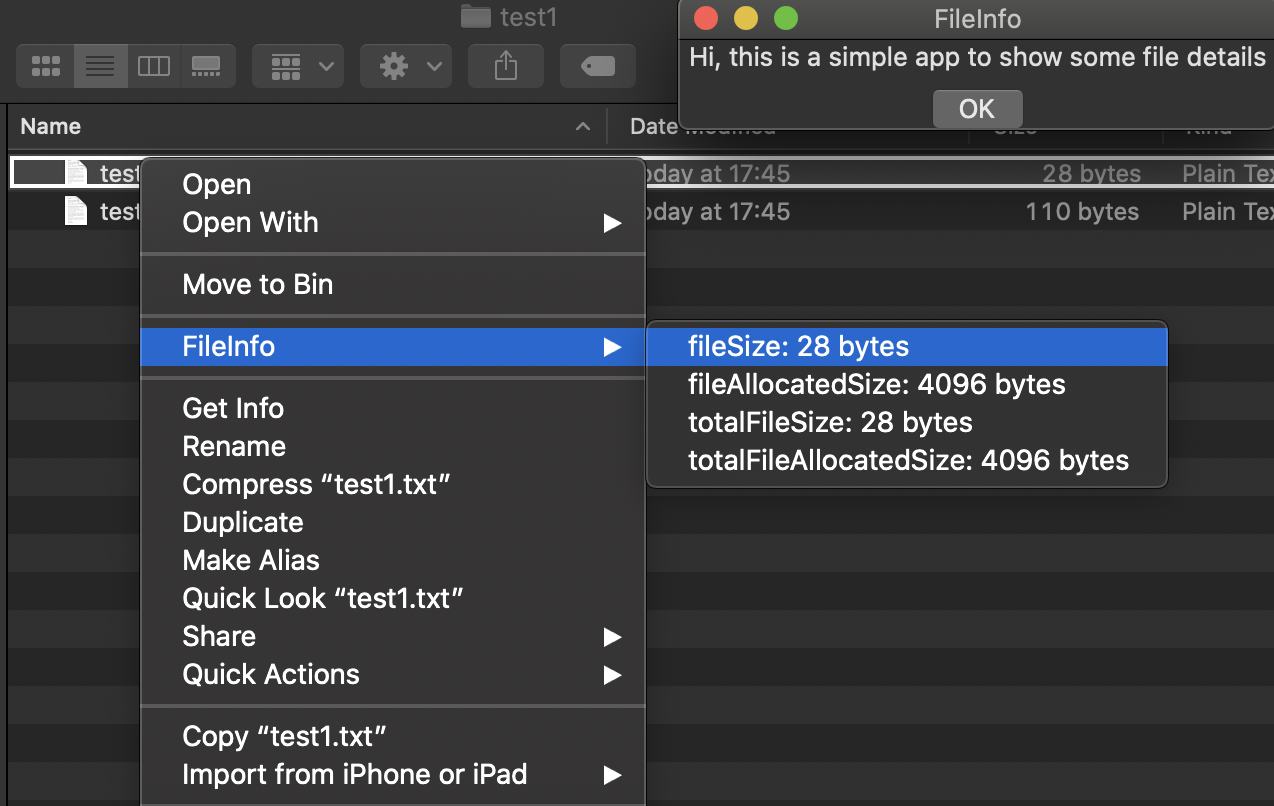 test1
FileInfo
Hi, this is a simple app to show some file details
OK
Name
Date Modified
Size
Kind
test
oday at 17:45
28 bytes
Plain Tex
test
oday at 17:45
110 bytes
Plain Tex
Open
Open With
Move to Bin
FileInfo
fileSize: 28 bytes
fileAllocatedSize: 4096 bytes
totalFileSize: 28 bytes
totalFileAllocatedSize: 4096 bytes
Get Info
Rename
Compress “test1.txt”
Duplicate
Make Alias
Quick Look “test1.txt”
Share
Quick Actions
Copy “test1.txt”
Import from iPhone or iPad